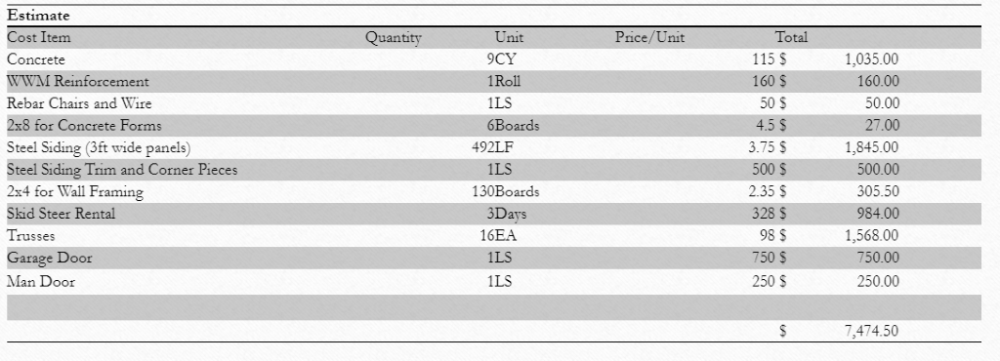 Estimate
Cost Item Quantity Unit Price/Unit Total
Concrete 9CY 115 $ 1,035.00
WWM Reinforcement 1Roll 160 $ 160.00
Rebar Chairs and Wire 1LS 50 $ 50.00
2x8 for Concrete Forms 6Boards 4.5 $ 27.00
Steel Siding (3ft wide panels) 492LF 3.75 $ 1,845.00
Steel Siding Trim and Corner Pieces 1LS 500 $ 500.00
2x4 for Wall Framing 130Boards 2.35 $ 305.50
Skid Steer Rental 3Days 328 $ 984.00
Trusses 16EA 98 $ 1,568.00
Garage Door 1LS 750 $ 750.00
Man Door 1LS 250 $ 250.00
$ 7,474.50